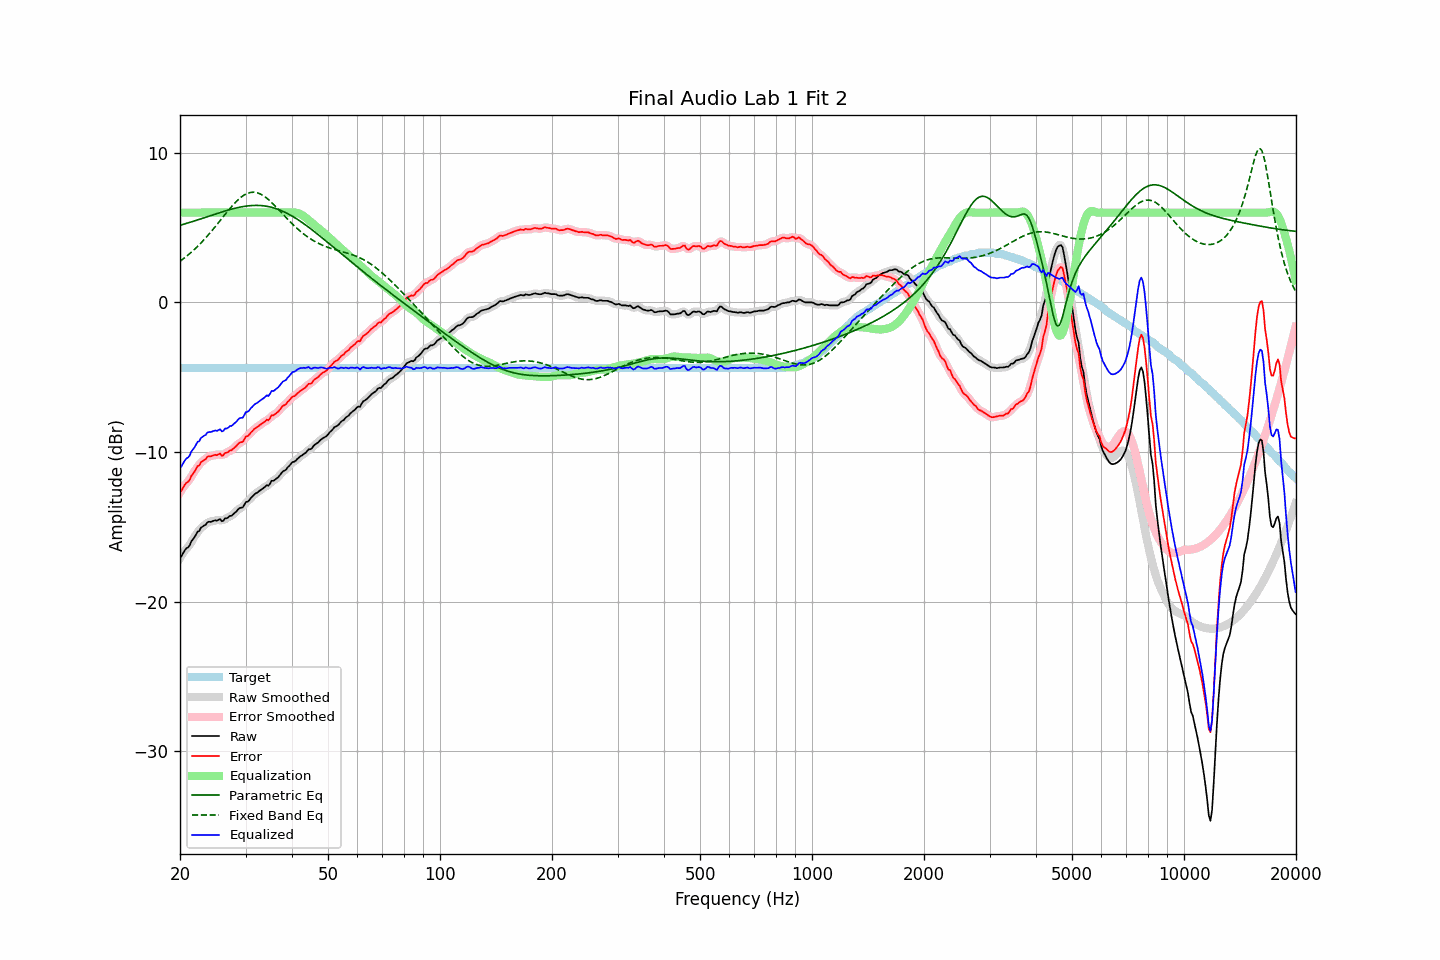 Final Audio Lab 1 Fit 2
10
0
−10
−20
−30
Amplitude (dBr)
Target
Raw Smoothed
Error Smoothed
Raw
Error
Equalization
Parametric Eq
Fixed Band Eq
Equalized
20 50 100 200 500 1000 2000 5000 10000 20000
Frequency (Hz)